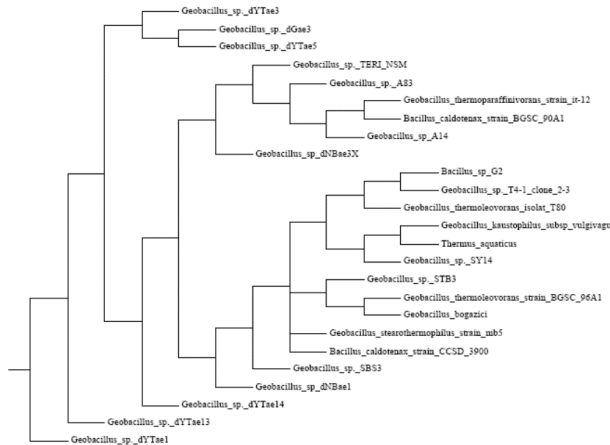 Geobacillus_sp._dYTae3
Geobacillus_sp._dGae3
Geobacillus_sp._dYTae5
Geobacillus_sp._TERI_NSM
Geobacillus_sp._A83
Geobacillus_thermoparaffinivorans_strain_it-12
Bacillus_caldotenax_strain_BGSC_90A1
Geobacillus_sp_A14
Geobacillus_sp_dNBae3X
Bacillus_sp_G2
Geobacillus_sp._T4-1_clone_2-3
Geobacillus_thermoleovorans_isolat_T80
Geobacillus_kaustophilus_subsp_vulgivagu
Thermus_aquaticus
Geobacillus_sp._SY14
Geobacillus_sp._STB3
Geobacillus_thermoleovorans_strain_BGSC_96A1
Geobacillus_bogazici
Geobacillus_stearothermophilus_strain_mb5
Bacillus_caldotenax_strain_CCSD_3900
Geobacillus_sp._SBS3
Geobacillus_sp_dNBae1
Geobacillus_sp._dYTae14
Geobacillus_sp._dYTae13
Geobacillus_sp._dYTae1